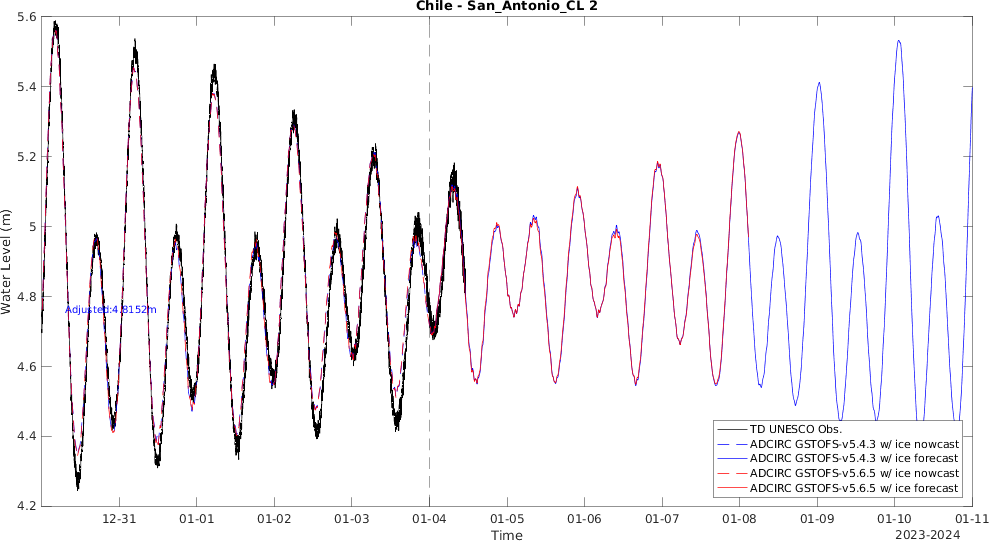 Chile - San_Antonio_CL 2
5.6
5.4
5.2
5
4.8
4.6
4.4
4.2
Water Level (m)
Adjusted:4.8152m
TD UNESCO Obs.
ADCIRC GSTOFS-v5.4.3 w/ ice nowcast
ADCIRC GSTOFS-v5.4.3 w/ ice forecast
ADCIRC GSTOFS-v5.6.5 w/ ice nowcast
ADCIRC GSTOFS-v5.6.5 w/ ice forecast
12-31 01-01 01-02 01-03 01-04 01-05 01-06 01-07 01-08 01-09 01-10 01-11
Time
2023-2024